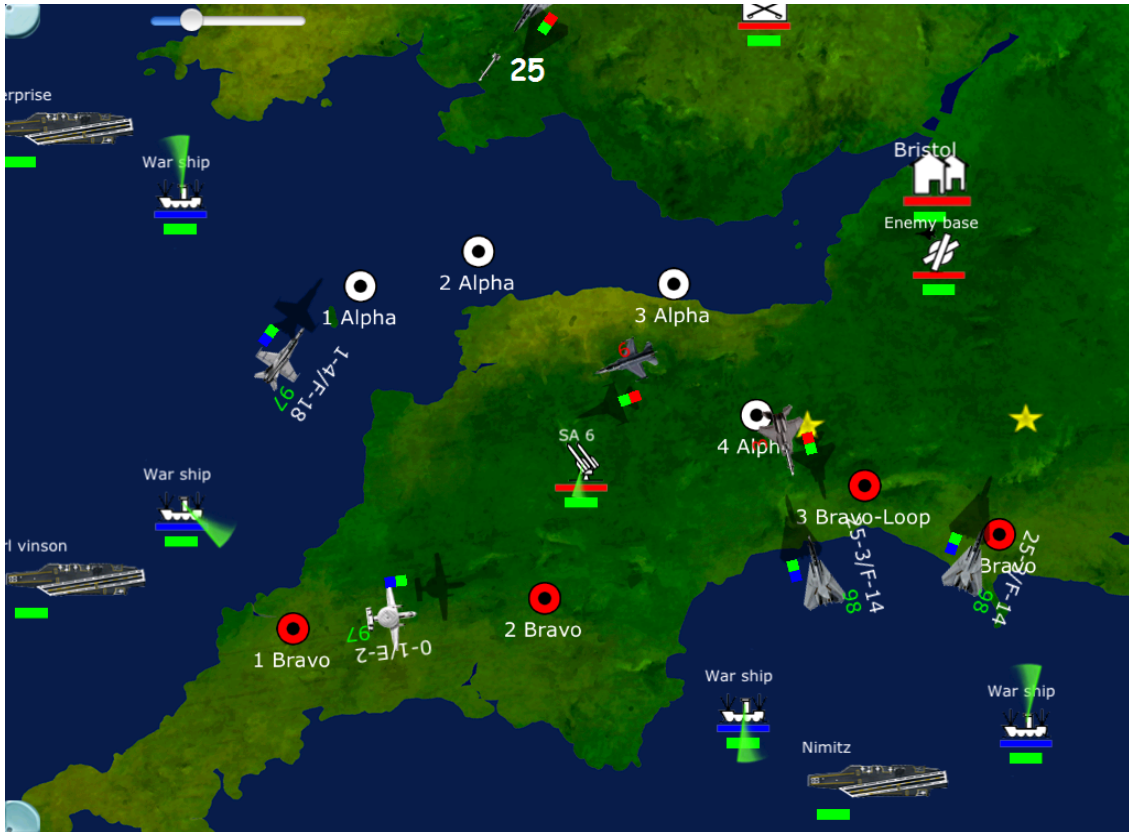 25
erprise
War ship
Bristol
Enemy base
2 Alpha
1 Alpha
3 Alpha
1-4/F-18
97
6
4 Alph
SA 6
War ship
3 Bravo-Loop
25-3/F-14
98
Bravo
98
rl vinson
1 Bravo
97
0-1/E-2
2 Bravo
War ship
War ship
Nimitz